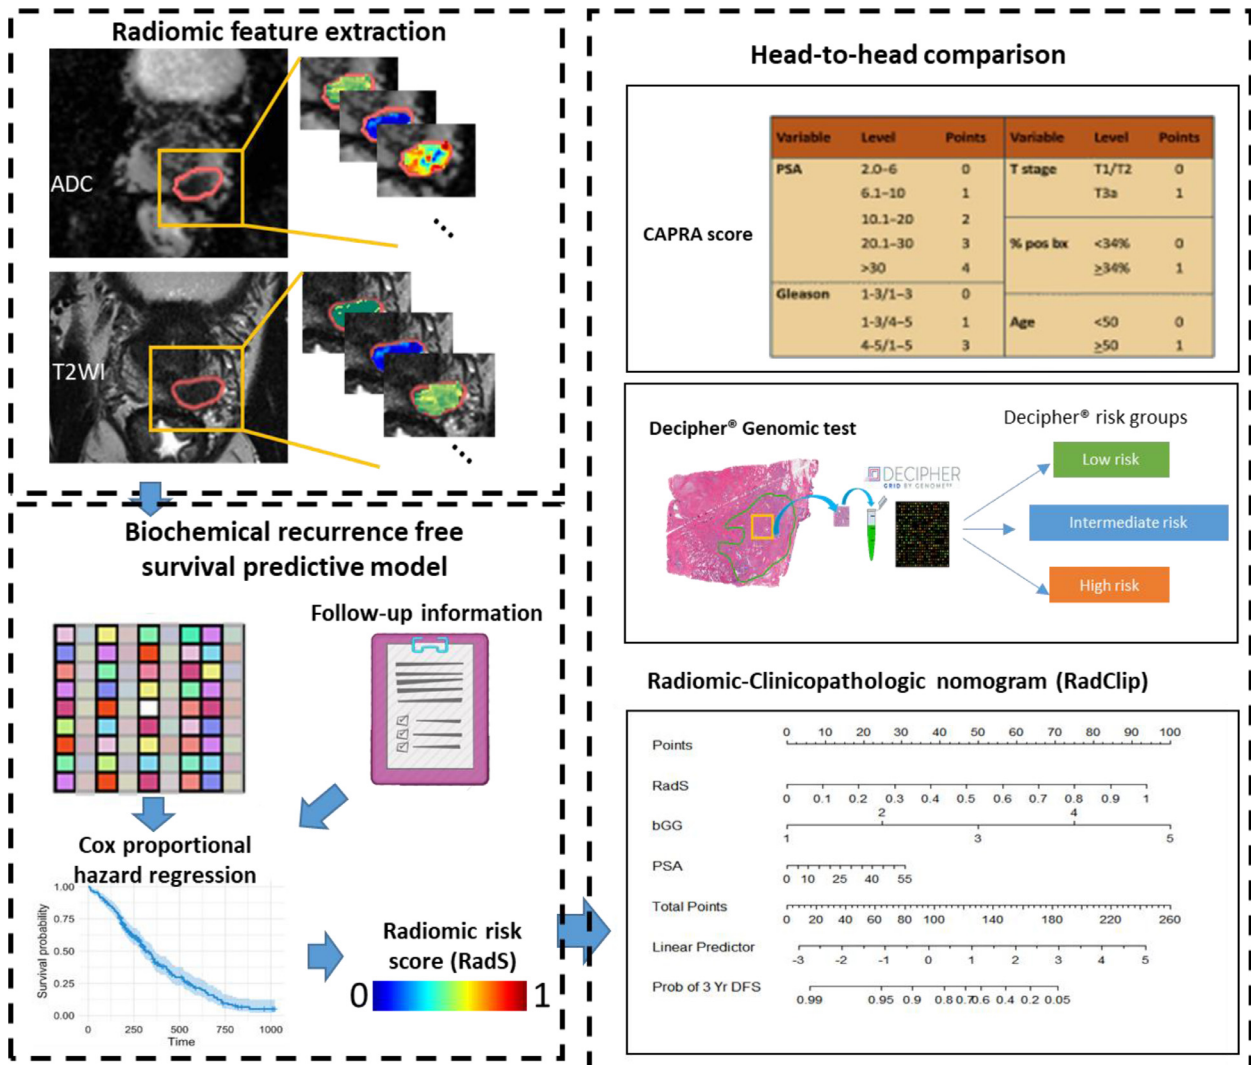 Radiomic feature extraction
ADC
T2WI
Biochemical recurrence free
survival predictive model
Follow-up information
Cox proportional
hazard regression
Survival probability
1.00
0.75
0.50
0.25
0.00
0 250 500 750 1000
Time
Radiomic risk
score (RadS)
0 1
Head-to-head comparison
CAPRA score
Variable Level Points Variable Level Points
PSA 2.0–6 0 T stage T1/T2 0
6.1–10 1 T3a 1
10.1–20 2
20.1–30 3 % pos bx <34% 0
>30 4 ≥34% 1
Gleason 1-3/1–3 0
1-3/4–5 1 Age <50 0
4-5/1–5 3 ≥50 1
Decipher® Genomic test
DECIPHER
GRID BY GENOME
Decipher® risk groups
Low risk
Intermediate risk
High risk
Radiomic-Clinicopathologic nomogram (RadClip)
Points 0 10 20 30 40 50 60 70 80 90 100
RadS 0 0.1 0.2 0.3 0.4 0.5 0.6 0.7 0.8 0.9 1
2 4
bGG
1 3 5
PSA
0 10 25 40 55
Total Points
0 20 40 60 80 100 140 180 220 260
Linear Predictor
-3 -2 -1 0 1 2 3 4 5
Prob of 3 Yr DFS
0.99 0.95 0.9 0.8 0.7 0.6 0.4 0.2 0.05